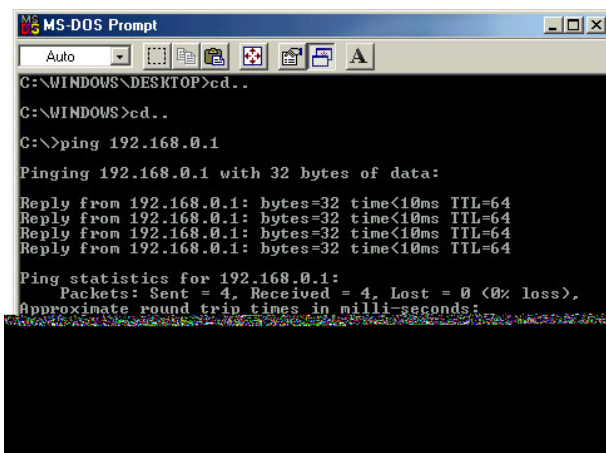 MS-DOS Prompt
Auto
A
C:\WINDOWS\DESKTOP>cd..
C:\WINDOWS>cd..
C:\>ping 192.168.0.1
Pinging 192.168.0.1 with 32 bytes of data:
Reply from 192.168.0.1: bytes=32 time<10ms TTL=64
Reply from 192.168.0.1: bytes=32 time<10ms TTL=64
Reply from 192.168.0.1: bytes=32 time<10ms TTL=64
Reply from 192.168.0.1: bytes=32 time<10ms TTL=64
Ping statistics for 192.168.0.1:
Packets: Sent = 4, Received = 4, Lost = 0 (0% loss),
Approximate round trip times in milli-seconds: